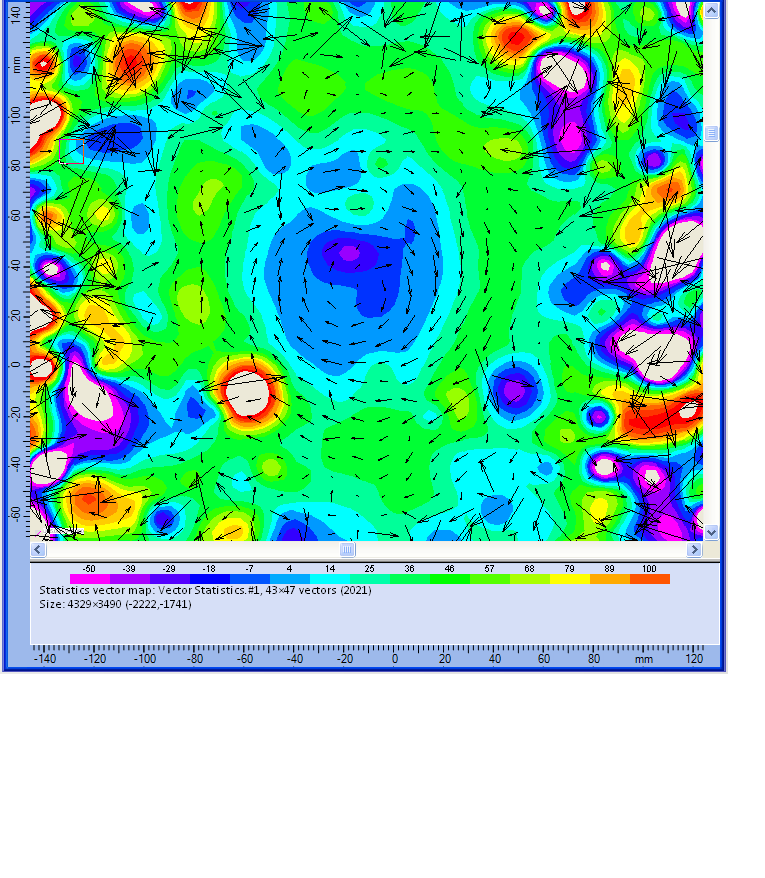 140
mm
100
80
60
40
20
0
-20
-40
-60
-50 -39 -29 -18 -7 4 14 25 36 46 57 68 79 89 100
Statistics vector map: Vector Statistics.#1, 43×47 vectors (2021)
Size: 4329×3490 (-2222,-1741)
-140 -120 -100 -80 -60 -40 -20 0 20 40 60 80 mm 120